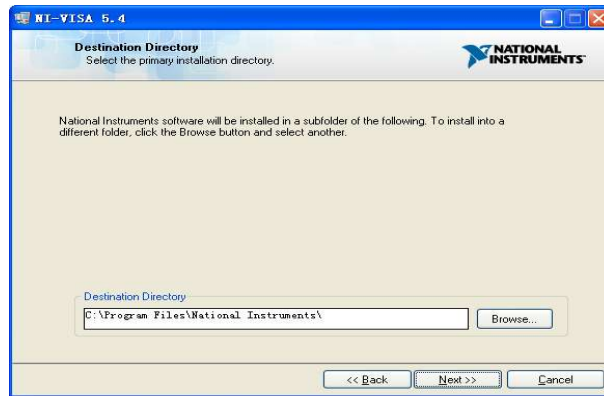 NI-VISA 5.4
Destination Directory
Select the primary installation directory.
NATIONAL
INSTRUMENTS
National Instruments software will be installed in a subfolder of the following. To install into a
different folder, click the Browse button and select another.
Destination Directory
C:\Program Files\National Instruments\
Browse...
<< Back
Next >>
Cancel